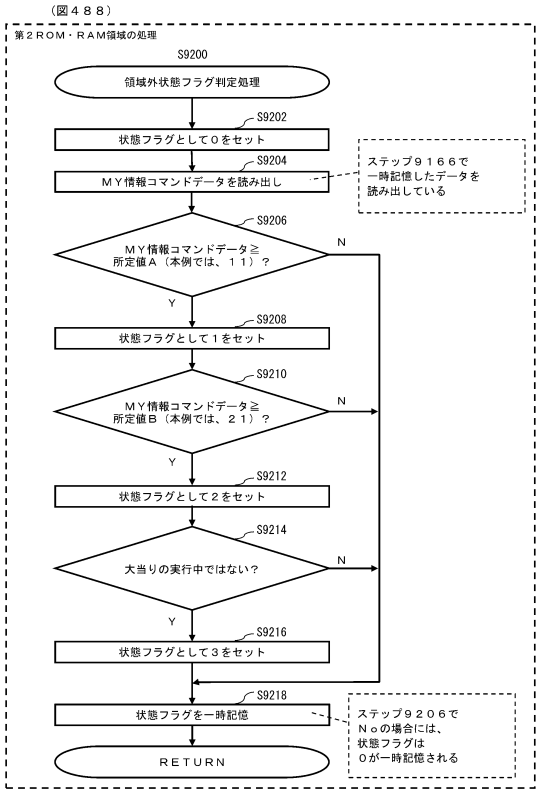 （図４８８）
第２ＲＯＭ・ＲＡＭ領域の処理
S9200
領域外状態フラグ判定処理
S9202
状態フラグとして０をセット
S9204
ＭＹ情報コマンドデータを読み出し
ステップ９１６６で
一時記憶したデータを
読み出している
S9206
ＭＹ情報コマンドデータ≧
所定値Ａ（本例では、１１）？
N
Y
S9208
状態フラグとして１をセット
S9210
ＭＹ情報コマンドデータ≧
所定値Ｂ（本例では、２１）？
N
Y
S9212
状態フラグとして２をセット
S9214
大当りの実行中ではない？
N
Y
S9216
状態フラグとして３をセット
S9218
状態フラグを一時記憶
ステップ９２０６で
Ｎｏの場合には、
状態フラグは
０が一時記憶される
ＲＥＴＵＲＮ